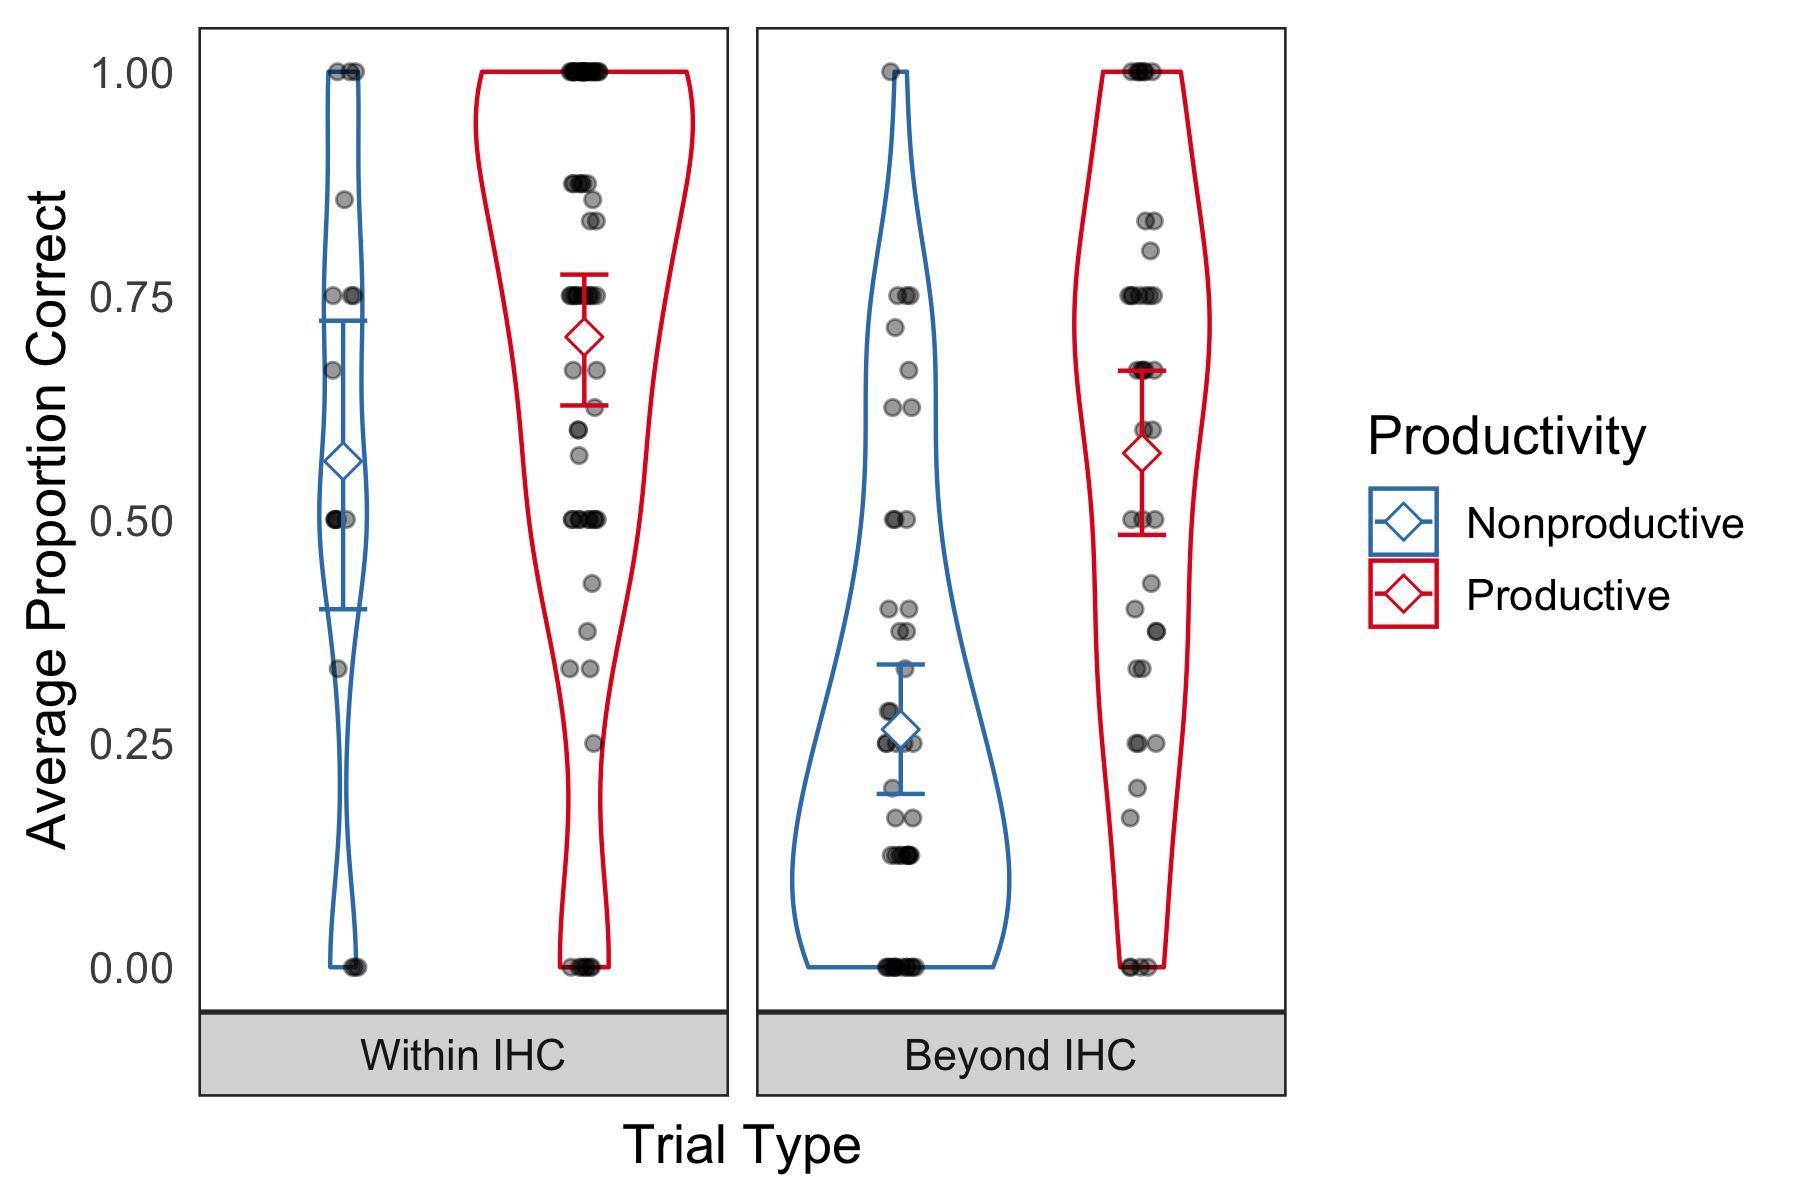 Average Proportion Correct
1.00
0.75
0.50
0.25
0.00
Within IHC
Beyond IHC
Trial Type
Productivity
Nonproductive
Productive